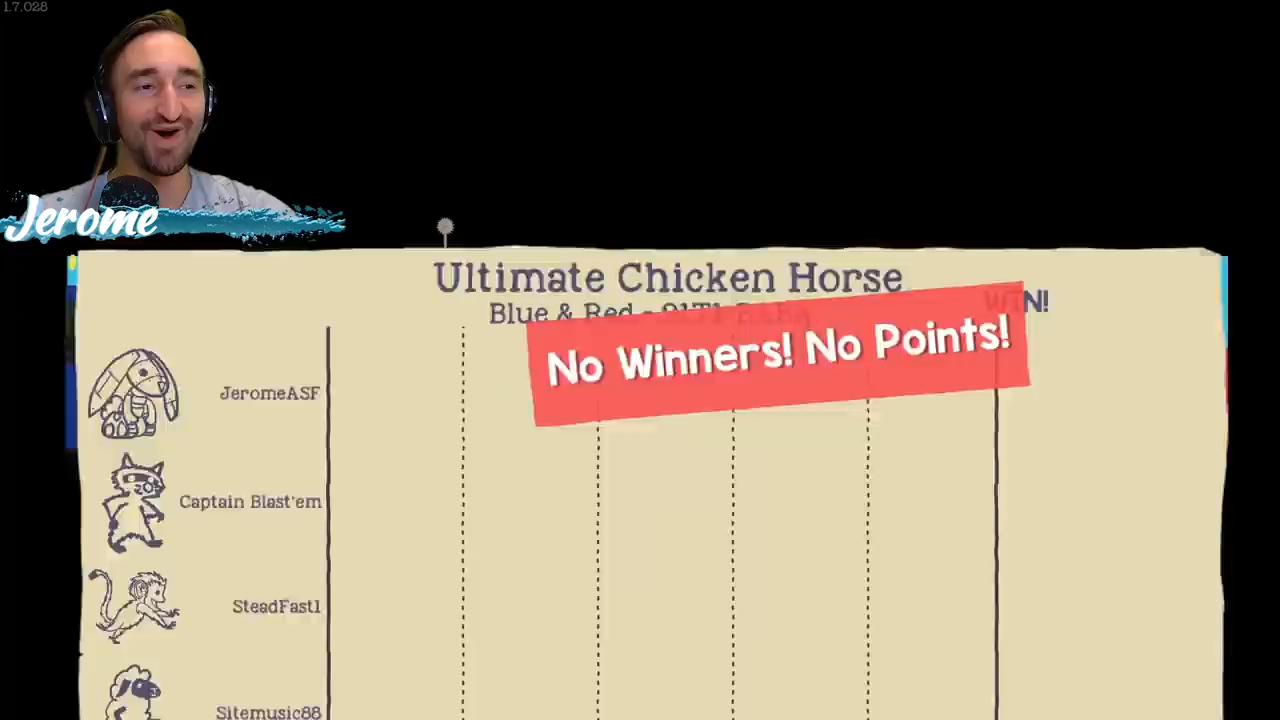 1.7.028
Jerome
Ultimate Chicken Horse
Blue & Red -
WIN!
No Winners! No Points!
JeromeASF
Captain Blast'em
SteadFast1
Sitemusic88